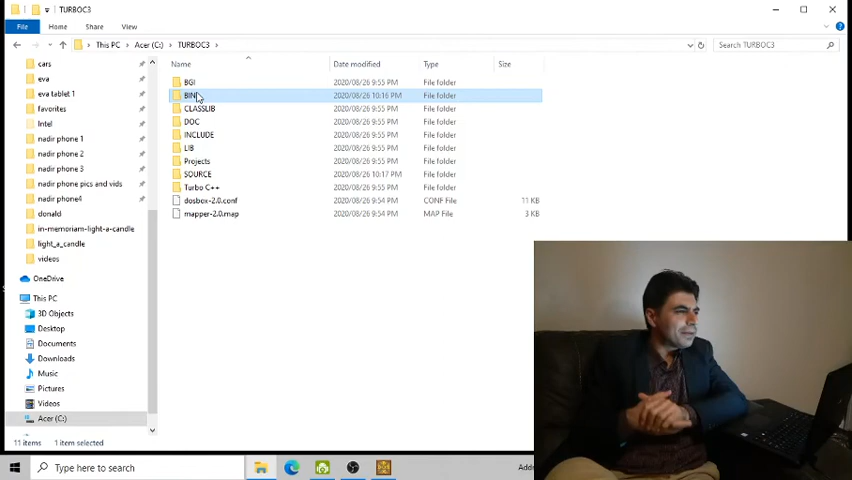 TURBOC3
File
Home
Share
View
This PC
Acer (C:)
TURBOC3
Search TURBOC3
Name
Date modified
Type
Size
cars
eva
eva tablet 1
favorites
Intel
nadir phone 1
nadir phone 2
nadir phone 3
nadir phone pics and vids
nadir phone4
donald
in-memoriam-light-a-candle
light_a_candle
videos
OneDrive
This PC
3D Objects
Desktop
Documents
Downloads
Music
Pictures
Videos
Acer (C:)
BGI 2020/08/26 9:55 PM File folder
BIN 2020/08/26 10:16 PM File folder
CLASSLIB 2020/08/26 9:55 PM File folder
DOC 2020/08/26 9:55 PM File folder
INCLUDE 2020/08/26 9:55 PM File folder
LIB 2020/08/26 9:55 PM File folder
Projects 2020/08/26 9:55 PM File folder
SOURCE 2020/08/26 10:17 PM File folder
Turbo C++ 2020/08/26 9:55 PM File folder
dosbox-2.0.conf 2020/08/26 9:54 PM CONF File 11 KB
mapper-2.0.map 2020/08/26 9:54 PM MAP File 3 KB
11 items 1 item selected
Type here to search